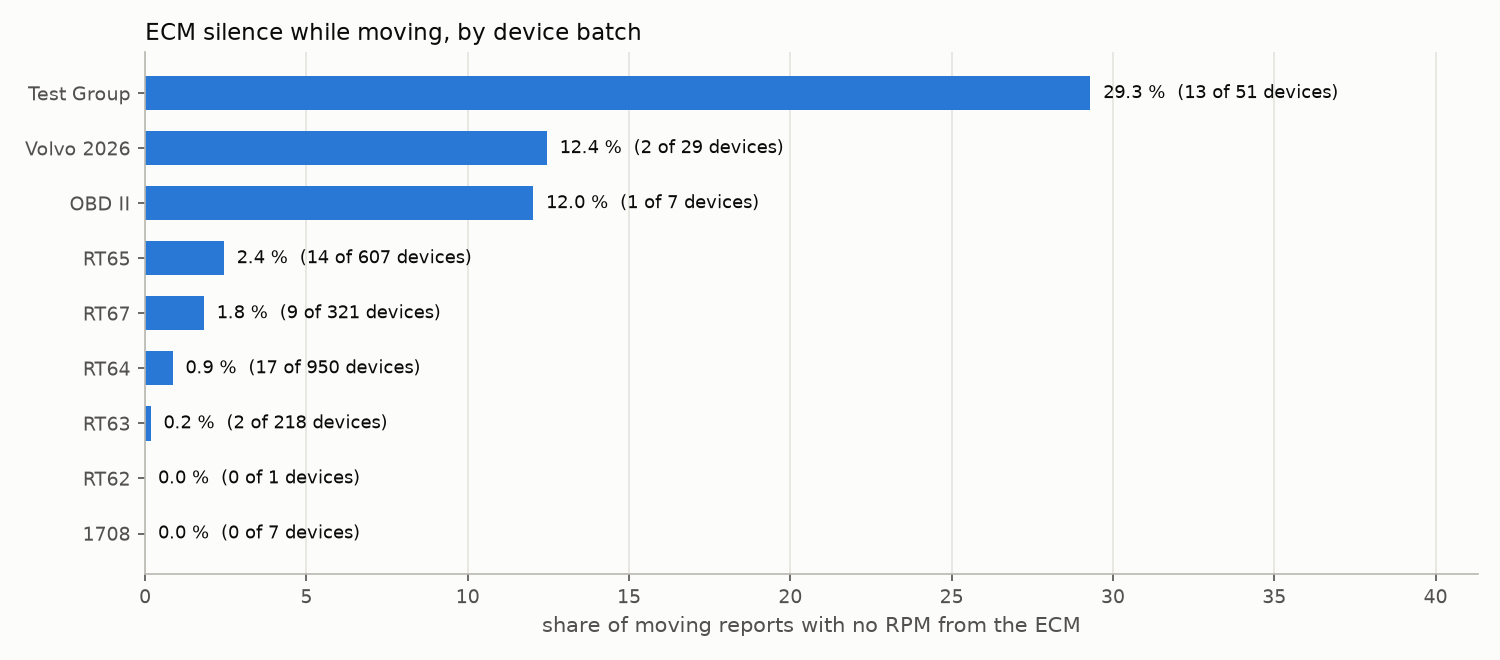 ECM silence while moving, by device batch
Test Group 29.3 % (13 of 51 devices)
Volvo 2026 12.4 % (2 of 29 devices)
OBD II 12.0 % (1 of 7 devices)
RT65 2.4 % (14 of 607 devices)
RT67 1.8 % (9 of 321 devices)
RT64 0.9 % (17 of 950 devices)
RT63 0.2 % (2 of 218 devices)
RT62 0.0 % (0 of 1 devices)
1708 0.0 % (0 of 7 devices)
0 5 10 15 20 25 30 35 40
share of moving reports with no RPM from the ECM